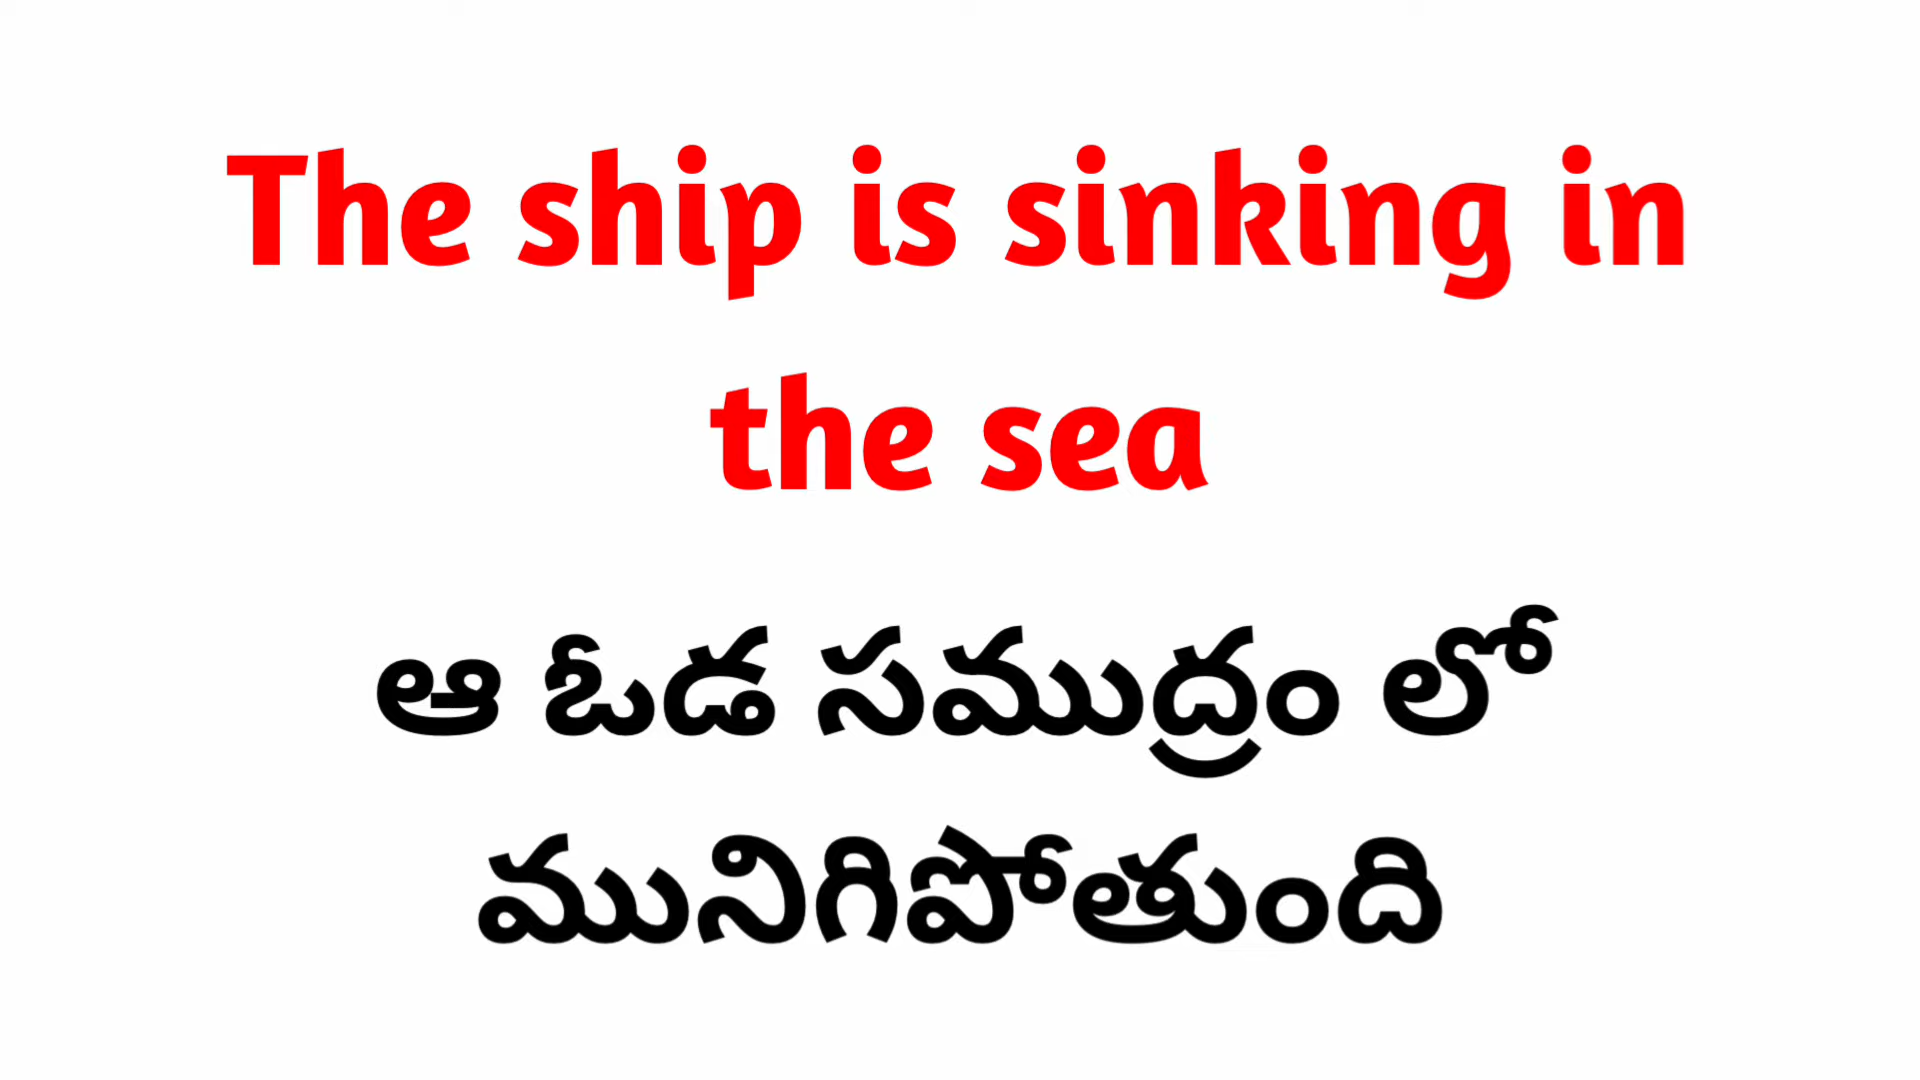 The ship is sinking in
the sea
ఆ ఓడ సముద్రం లో
మునిగిపోతుంది